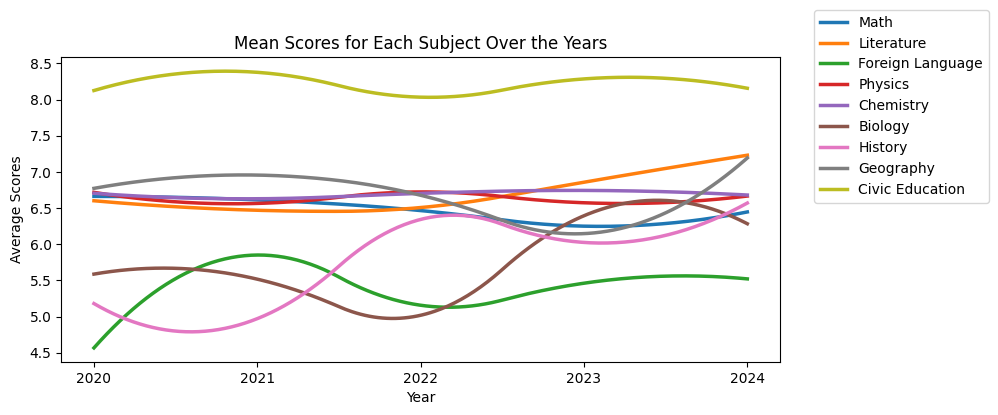 Mean Scores for Each Subject Over the Years
Math
Literature
Foreign Language
Physics
Chemistry
Biology
History
Geography
Civic Education
Average Scores
8.5
8.0
7.5
7.0
6.5
6.0
5.5
5.0
4.5
2020 2021 2022 2023 2024
Year